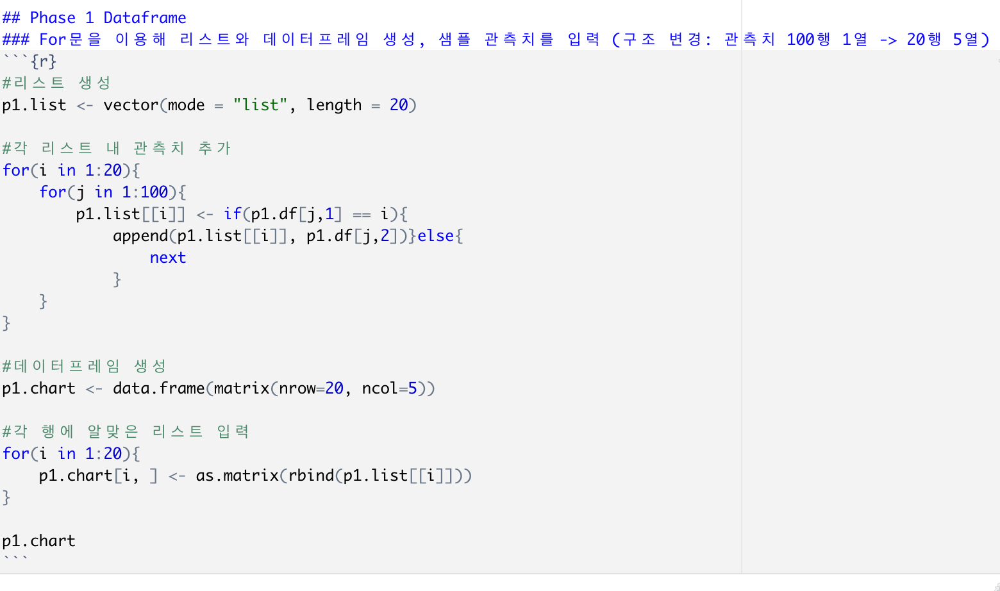 ## Phase 1 Dataframe
### For문을 이용해 리스트와 데이터프레임 생성, 샘플 관측치를 입력 (구조 변경: 관측치 100행 1열 -> 20행 5열)
```{r}
#리스트 생성
p1.list <- vector(mode = "list", length = 20)
#각 리스트 내 관측치 추가
for(i in 1:20){
    for(j in 1:100){
        p1.list[[i]] <- if(p1.df[j,1] == i){
            append(p1.list[[i]], p1.df[j,2])}else{
                next
            }
    }
}
#데이터프레임 생성
p1.chart <- data.frame(matrix(nrow=20, ncol=5))
#각 행에 알맞은 리스트 입력
for(i in 1:20){
    p1.chart[i, ] <- as.matrix(rbind(p1.list[[i]]))
}
p1.chart
```